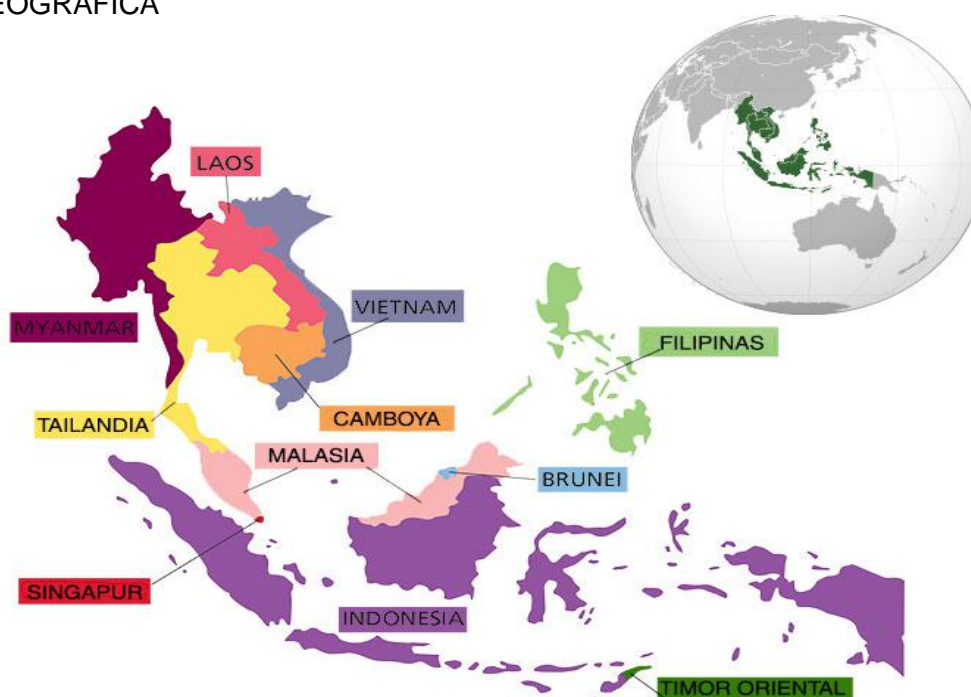 EOGRÁFICA
LAOS
VIETNAM
MYANMAR
FILIPINAS
TAILANDIA
CAMBOYA
MALASIA
BRUNEI
SINGAPUR
INDONESIA
TIMOR ORIENTAL